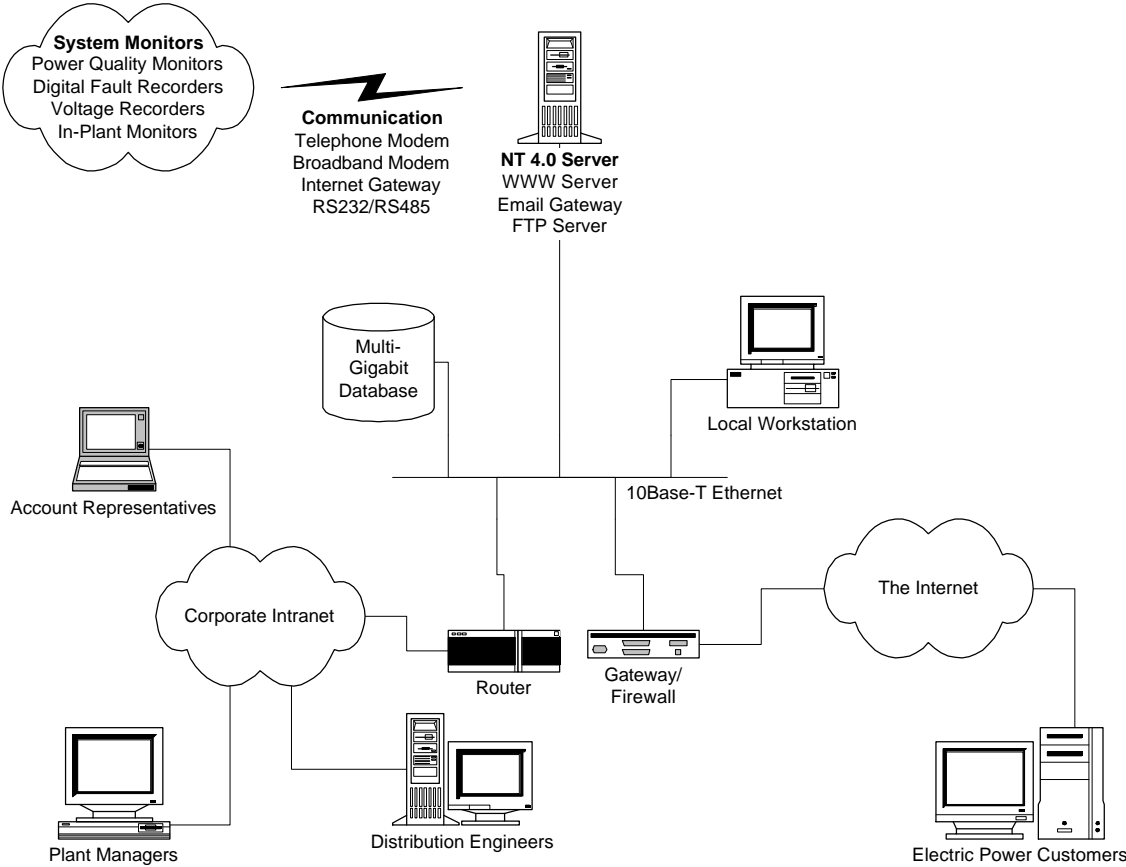 System Monitors
Power Quality Monitors
Digital Fault Recorders
Voltage Recorders
In-Plant Monitors
Communication
Telephone Modem
Broadband Modem
Internet Gateway
RS232/RS485
NT 4.0 Server
WWW Server
Email Gateway
FTP Server
Multi-
Gigabit
Database
Local Workstation
10Base-T Ethernet
Account Representatives
Corporate Intranet
The Internet
Router
Gateway/
Firewall
Plant Managers
Distribution Engineers
Electric Power Customers